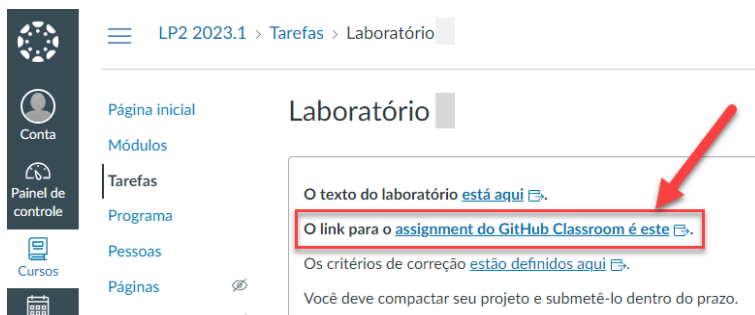 LP2 2023.1 > Tarefas > Laboratório
Conta
Painel de controle
Cursos
Página inicial
Módulos
Tarefas
Programa
Pessoas
Páginas
Laboratório
O texto do laboratório está aqui.
O link para o assignment do GitHub Classroom é este.
Os critérios de correção estão definidos aqui.
Você deve compactar seu projeto e submetê-lo dentro do prazo.